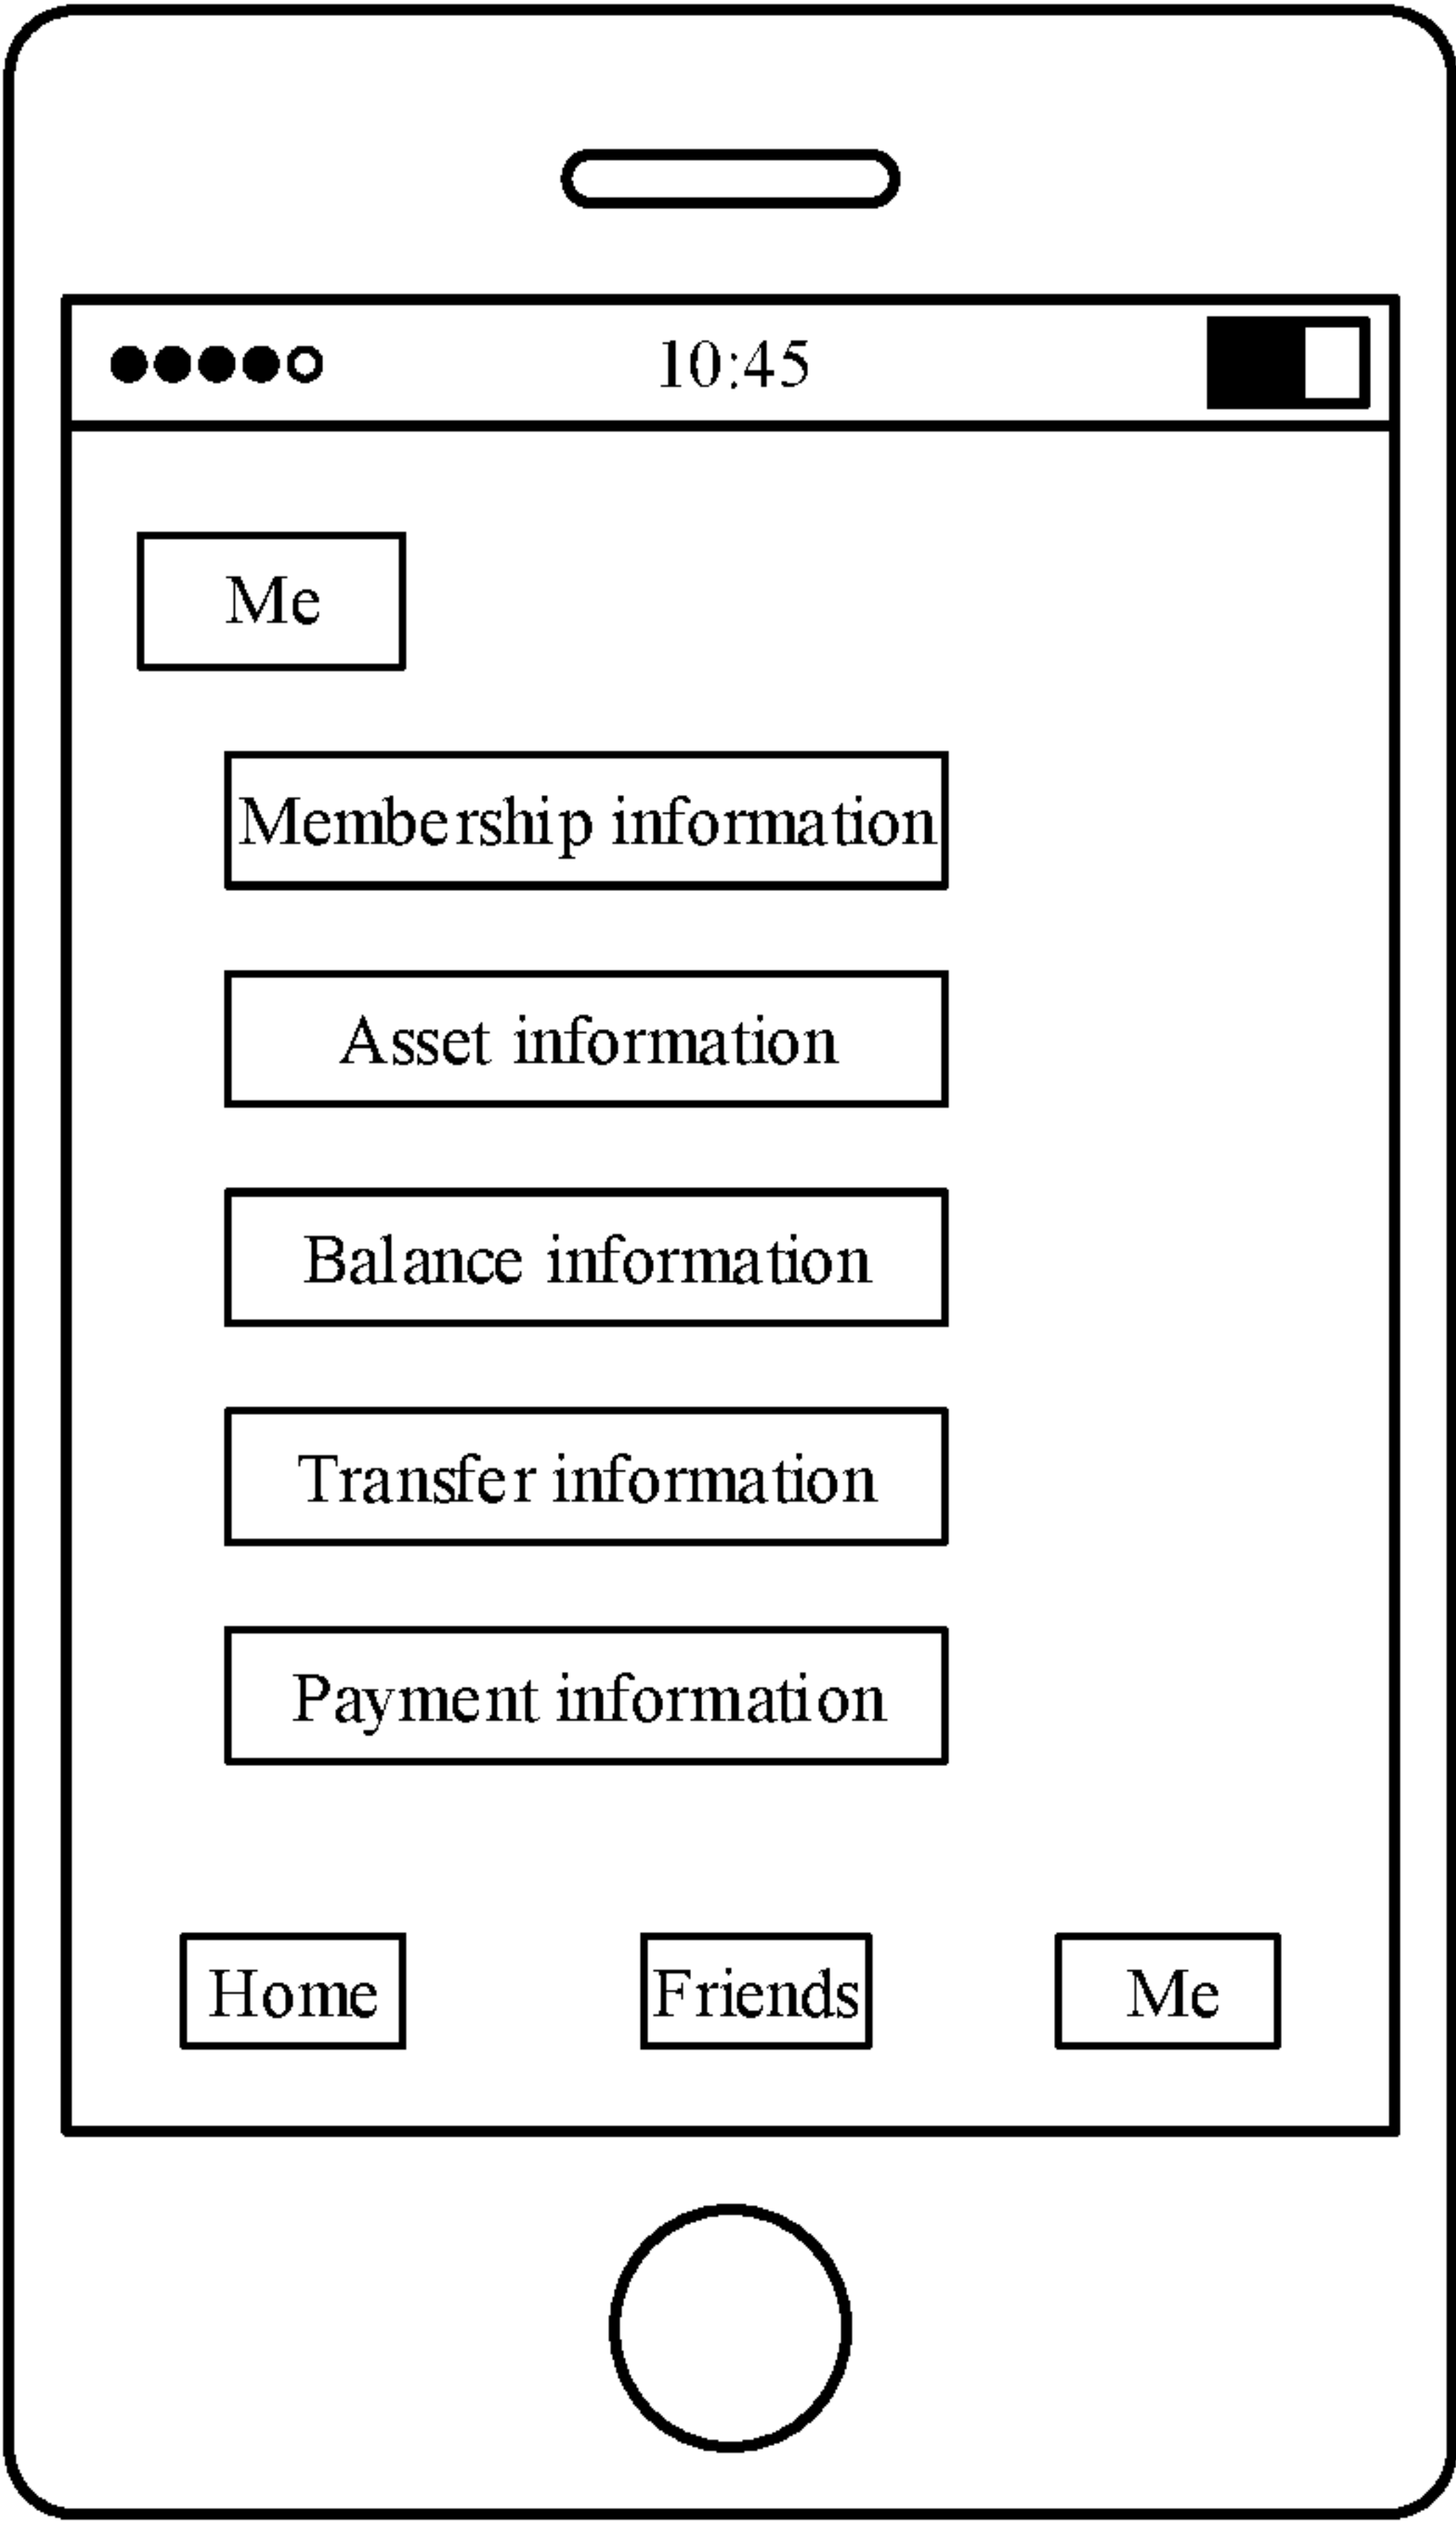 10:45
Me
Membership information
Asset information
Balance information
Transfer information
Payment information
Home Friends Me